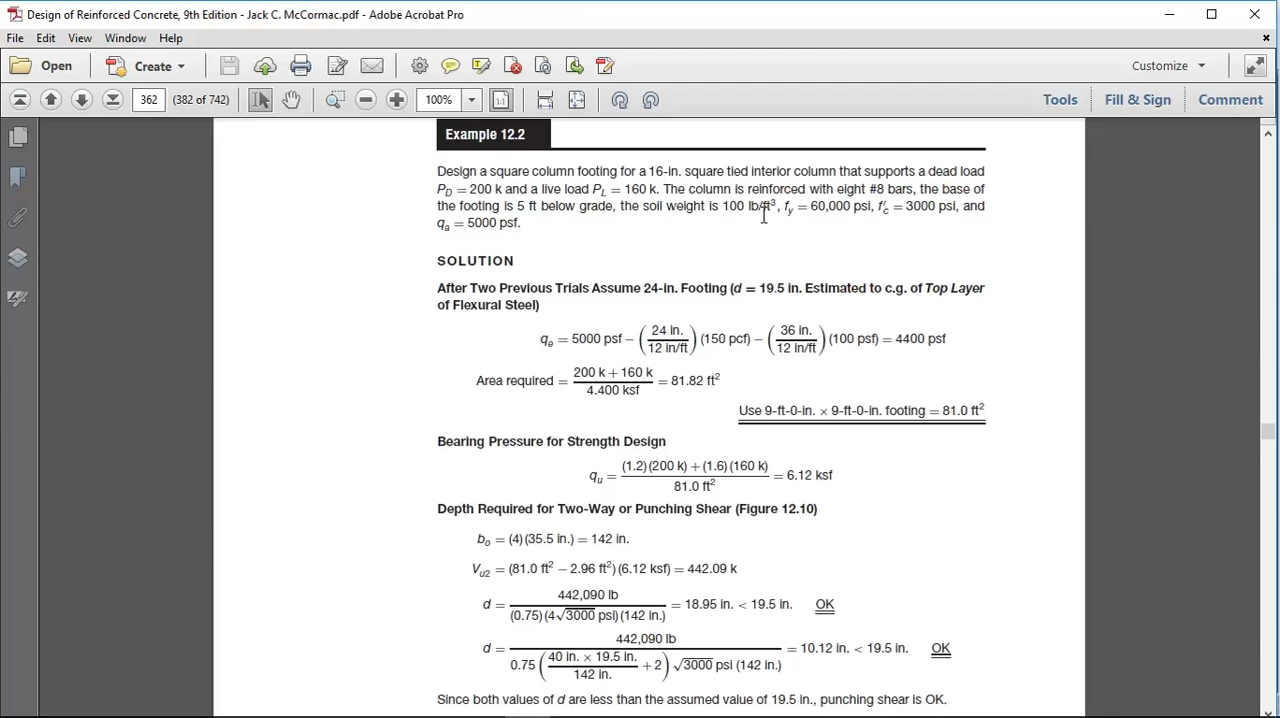 Design of Reinforced Concrete, 9th Edition - Jack C. McCormac.pdf - Adobe Acrobat Pro
File Edit View Window Help
Open Create Customize
362 (382 of 742) 100% Tools Fill & Sign Comment
Example 12.2
Design a square column footing for a 16-in. square tied interior column that supports a dead load
P_D = 200 k and a live load P_L = 160 k. The column is reinforced with eight #8 bars, the base of
the footing is 5 ft below grade, the soil weight is 100 lb/ft³, f_y = 60,000 psi, f′_c = 3000 psi, and
q_a = 5000 psf.
SOLUTION
After Two Previous Trials Assume 24-in. Footing (d = 19.5 in. Estimated to c.g. of Top Layer
of Flexural Steel)
q_e = 5000 psf − (24 in. / 12 in/ft) (150 pcf) − (36 in. / 12 in/ft) (100 psf) = 4400 psf
Area required = (200 k + 160 k) / 4.400 ksf = 81.82 ft²
Use 9-ft-0-in. × 9-ft-0-in. footing = 81.0 ft²
Bearing Pressure for Strength Design
q_u = ((1.2)(200 k) + (1.6)(160 k)) / 81.0 ft² = 6.12 ksf
Depth Required for Two-Way or Punching Shear (Figure 12.10)
b_o = (4)(35.5 in.) = 142 in.
V_u2 = (81.0 ft² − 2.96 ft²)(6.12 ksf) = 442.09 k
d = 442,090 lb / (0.75)(4√3000 psi)(142 in.) = 18.95 in. < 19.5 in. OK
d = 442,090 lb / 0.75 (40 in. × 19.5 in. / 142 in. + 2) √3000 psi (142 in.) = 10.12 in. < 19.5 in. OK
Since both values of d are less than the assumed value of 19.5 in., punching shear is OK.